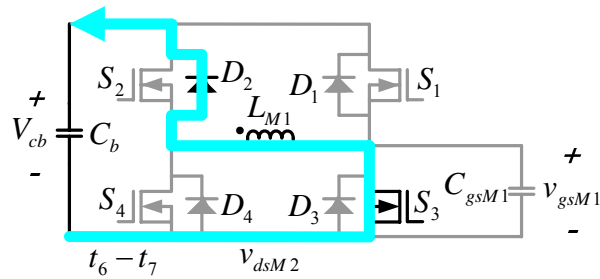 S2 D2 D1 S1
LM1
+
Vcb Cb
-
+
CgsM1 vgsM1
-
S4 D4 D3 S3
t6 – t7 vdsM2